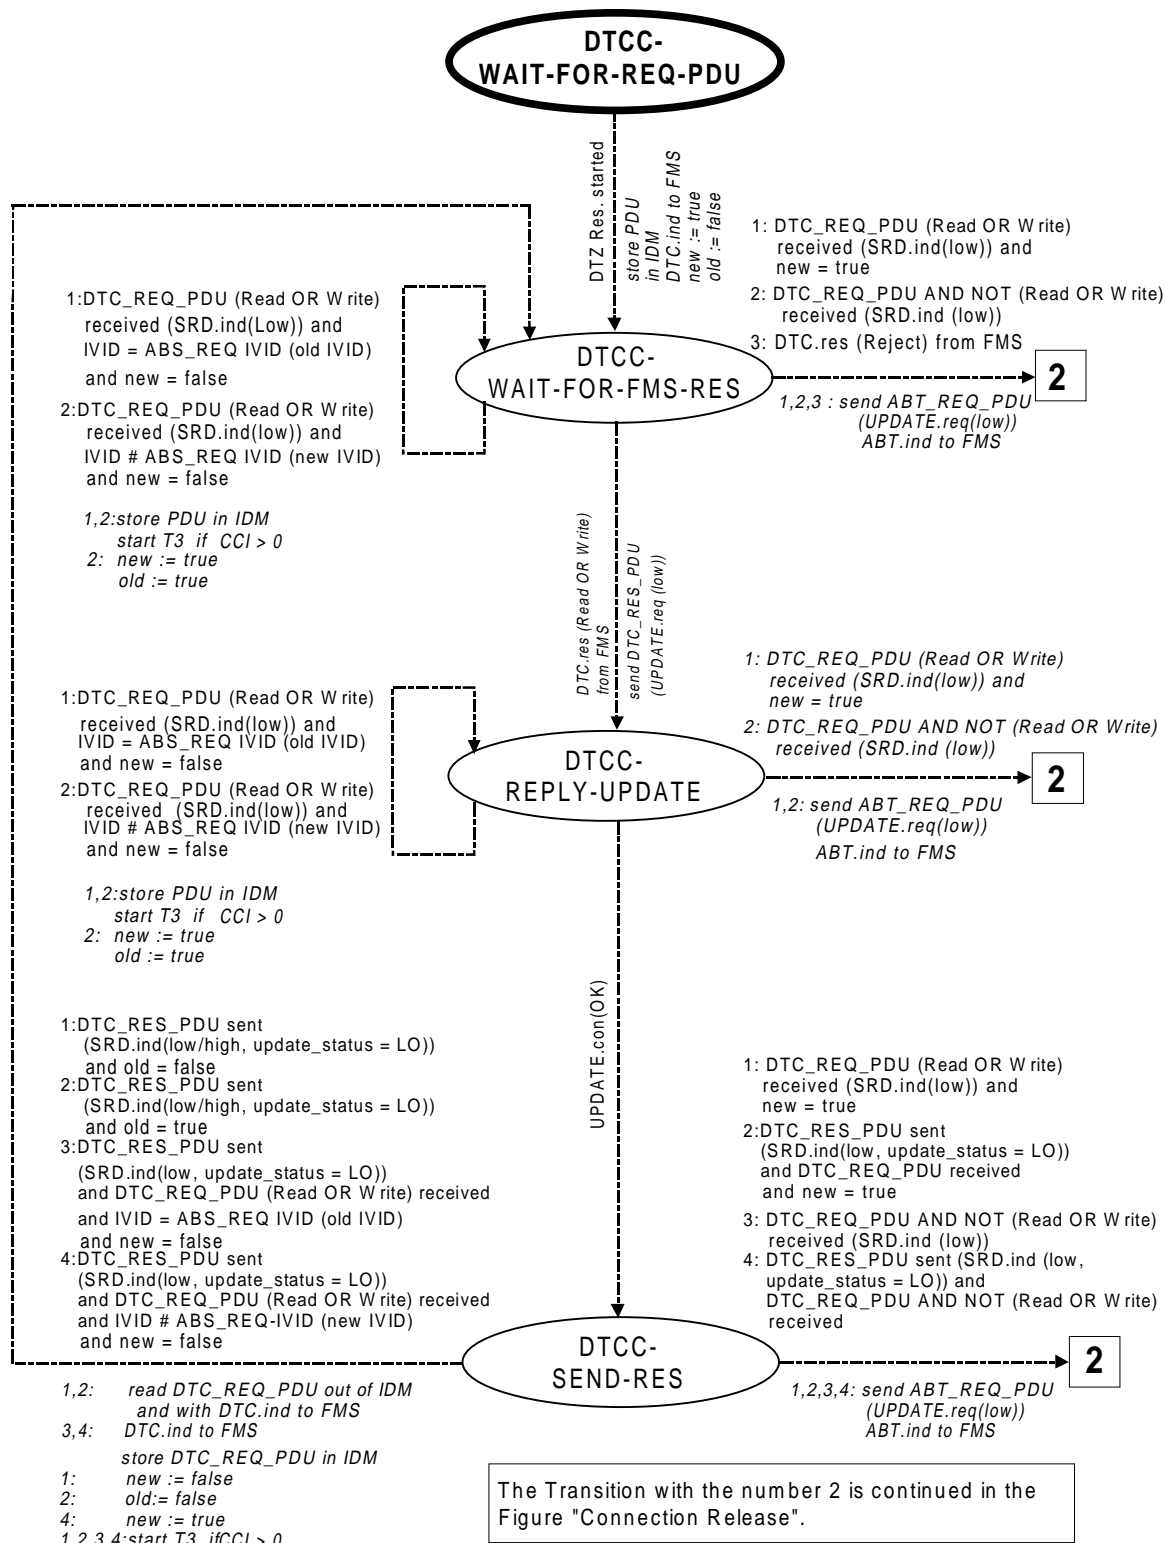 DTCC-
WAIT-FOR-REQ-PDU
DTZ Res. started
store PDU
in IDM
DTC.ind to FMS
new := true
old := false
1: DTC_REQ_PDU (Read OR Write)
received (SRD.ind(low)) and
new = true
2: DTC_REQ_PDU AND NOT (Read OR Write)
received (SRD.ind (low))
3: DTC.res (Reject) from FMS
1:DTC_REQ_PDU (Read OR Write)
received (SRD.ind(Low)) and
IVID = ABS_REQ IVID (old IVID)
and new = false
2:DTC_REQ_PDU (Read OR Write)
received (SRD.ind(low)) and
IVID # ABS_REQ IVID (new IVID)
and new = false
1,2:store PDU in IDM
start T3 if CCI > 0
2: new := true
old := true
DTCC-
WAIT-FOR-FMS-RES
2
1,2,3 : send ABT_REQ_PDU
(UPDATE.req(low))
ABT.ind to FMS
DTC.res (Read OR Write)
from FMS
send DTC_RES_PDU
(UPDATE.req (low))
1: DTC_REQ_PDU (Read OR Write)
received (SRD.ind(low)) and
new = true
2: DTC_REQ_PDU AND NOT (Read OR Write)
received (SRD.ind (low))
1:DTC_REQ_PDU (Read OR Write)
received (SRD.ind(low)) and
IVID = ABS_REQ IVID (old IVID)
and new = false
2:DTC_REQ_PDU (Read OR Write)
received (SRD.ind(low)) and
IVID # ABS_REQ IVID (new IVID)
and new = false
1,2:store PDU in IDM
start T3 if CCI > 0
2: new := true
old := true
DTCC-
REPLY-UPDATE
2
1,2: send ABT_REQ_PDU
(UPDATE.req(low))
ABT.ind to FMS
UPDATE.con(OK)
1:DTC_RES_PDU sent
(SRD.ind(low/high, update_status = LO))
and old = false
2:DTC_RES_PDU sent
(SRD.ind(low/high, update_status = LO))
and old = true
3:DTC_RES_PDU sent
(SRD.ind(low, update_status = LO))
and DTC_REQ_PDU (Read OR Write) received
and IVID = ABS_REQ IVID (old IVID)
and new = false
4:DTC_RES_PDU sent
(SRD.ind(low, update_status = LO))
and DTC_REQ_PDU (Read OR Write) received
and IVID # ABS_REQ-IVID (new IVID)
and new = false
1: DTC_REQ_PDU (Read OR Write)
received (SRD.ind(low)) and
new = true
2:DTC_RES_PDU sent
(SRD.ind(low, update_status = LO))
and DTC_REQ_PDU received
and new = true
3: DTC_REQ_PDU AND NOT (Read OR Write)
received (SRD.ind (low))
4: DTC_RES_PDU sent (SRD.ind (low,
update_status = LO)) and
DTC_REQ_PDU AND NOT (Read OR Write)
received
DTCC-
SEND-RES
2
1,2,3,4: send ABT_REQ_PDU
(UPDATE.req(low))
ABT.ind to FMS
1,2: read DTC_REQ_PDU out of IDM
and with DTC.ind to FMS
3,4: DTC.ind to FMS
store DTC_REQ_PDU in IDM
1: new := false
2: old:= false
4: new := true
1,2,3,4:start T3 ifCCI > 0
The Transition with the number 2 is continued in the
Figure "Connection Release".